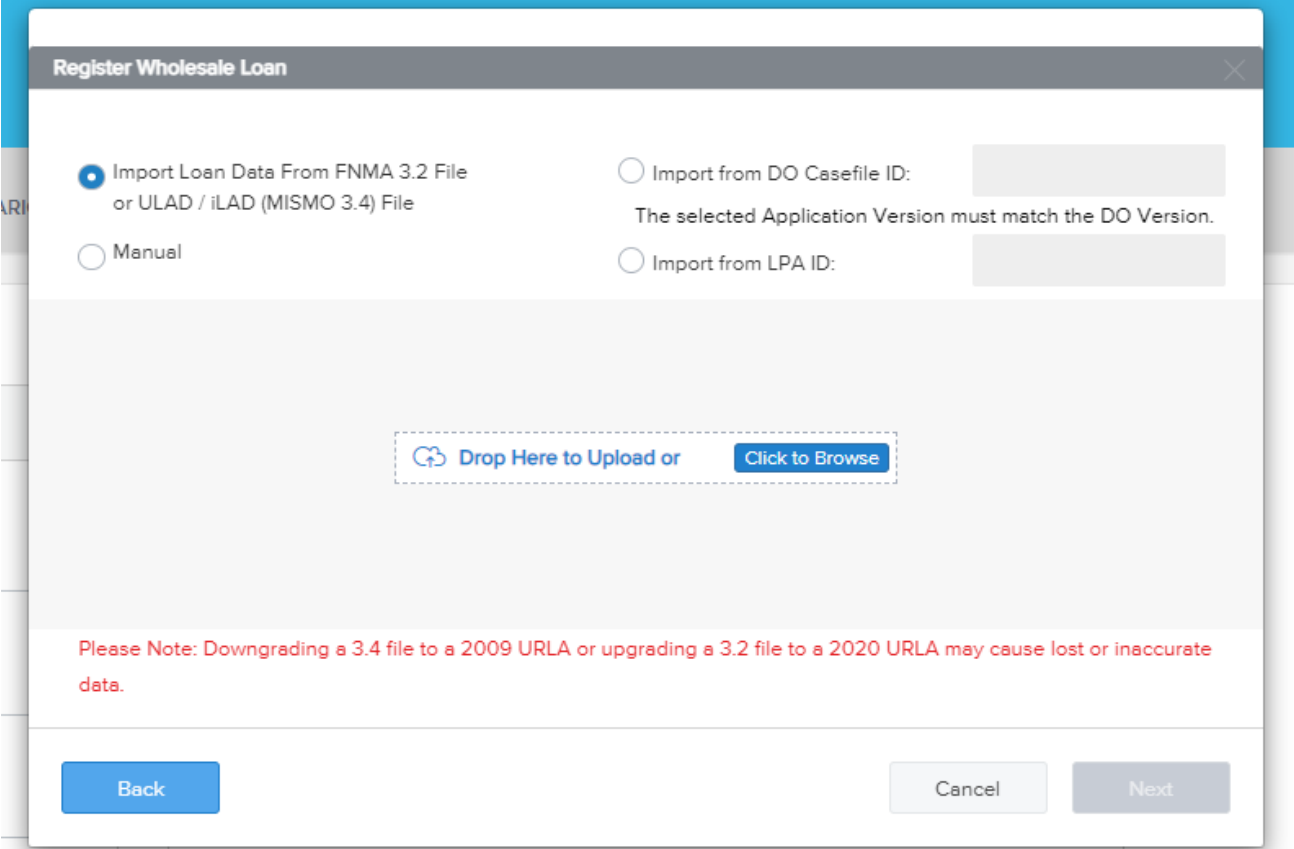 Register Wholesale Loan
Import Loan Data From FNMA 3.2 File
or ULAD / iLAD (MISMO 3.4) File
Manual
Import from DO Casefile ID:
The selected Application Version must match the DO Version.
Import from LPA ID:
ARI
Drop Here to Upload or
Click to Browse
Please Note: Downgrading a 3.4 file to a 2009 URLA or upgrading a 3.2 file to a 2020 URLA may cause lost or inaccurate
data.
Back
Cancel
Next